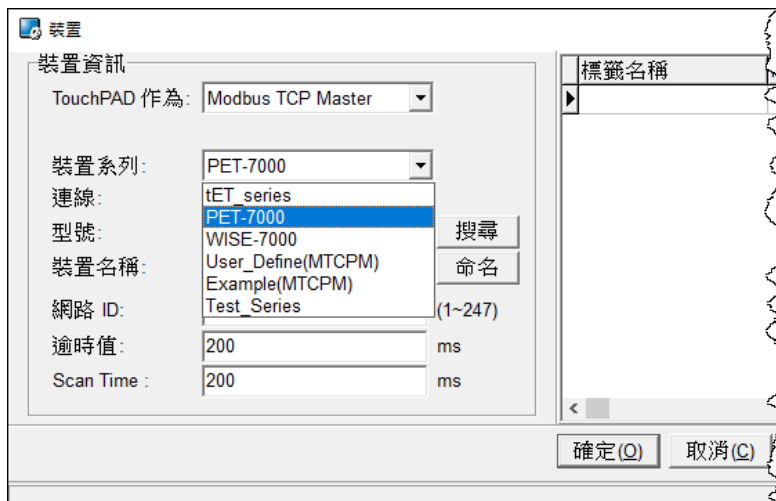 裝置
裝置資訊
TouchPAD 作為: Modbus TCP Master
裝置系列: PET-7000
連線:
tET_series
PET-7000
型號:
WISE-7000
搜尋
裝置名稱:
User_Define(MTCPM)
命名
Example(MTCPM)
網路 ID:
Test_Series
(1~247)
逾時值: 200 ms
Scan Time : 200 ms
標籤名稱
確定(O) 取消(C)